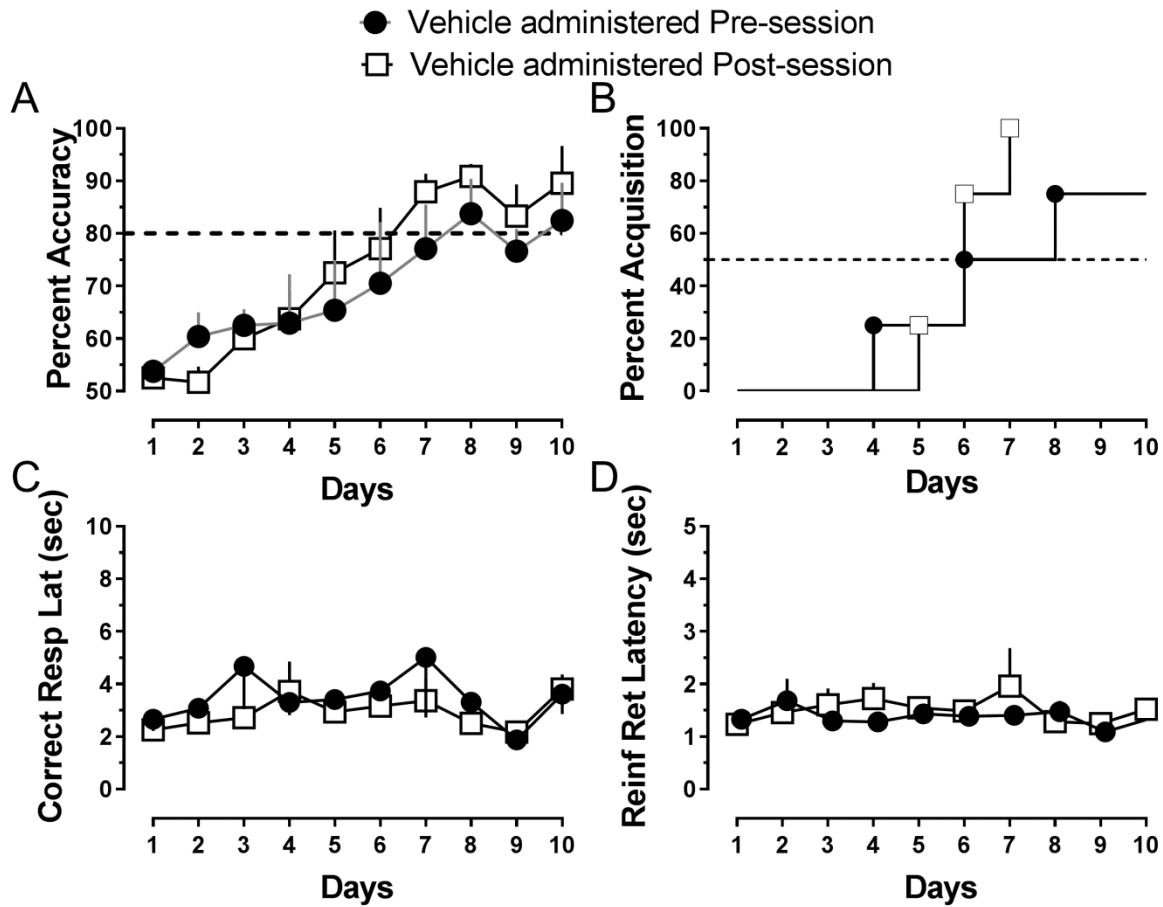 Vehicle administered Pre-session
Vehicle administered Post-session
A
Percent Accuracy
100
90
80
70
60
50
1 2 3 4 5 6 7 8 9 10
Days
B
Percent Acquisition
100
80
60
40
20
0
1 2 3 4 5 6 7 8 9 10
Days
C
Correct Resp Lat (sec)
10
8
6
4
2
0
1 2 3 4 5 6 7 8 9 10
Days
D
Reinf Ret Latency (sec)
5
4
3
2
1
0
1 2 3 4 5 6 7 8 9 10
Days